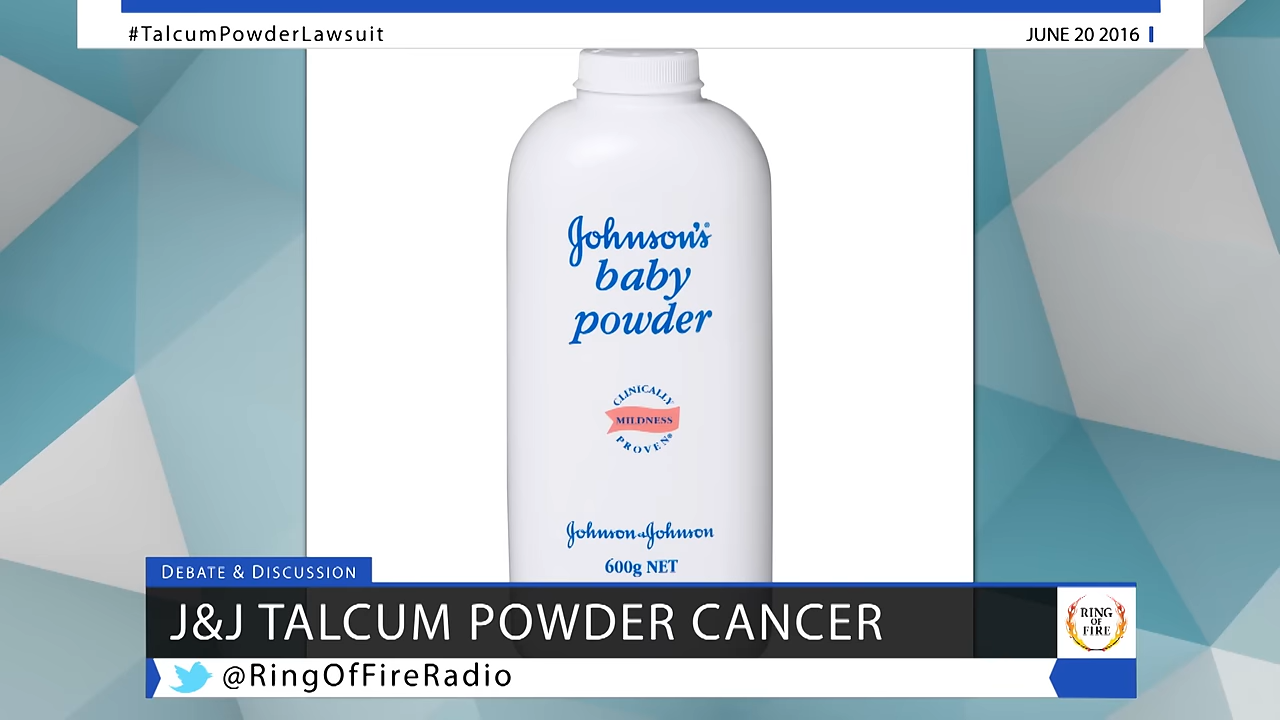 #TalcumPowderLawsuit
JUNE 20 2016
Johnson's®
baby
powder
CLINICALLY
MILDNESS
PROVEN®
Johnson & Johnson
600g NET
DEBATE & DISCUSSION
J&J TALCUM POWDER CANCER
RING
OF
FIRE
@RingOfFireRadio